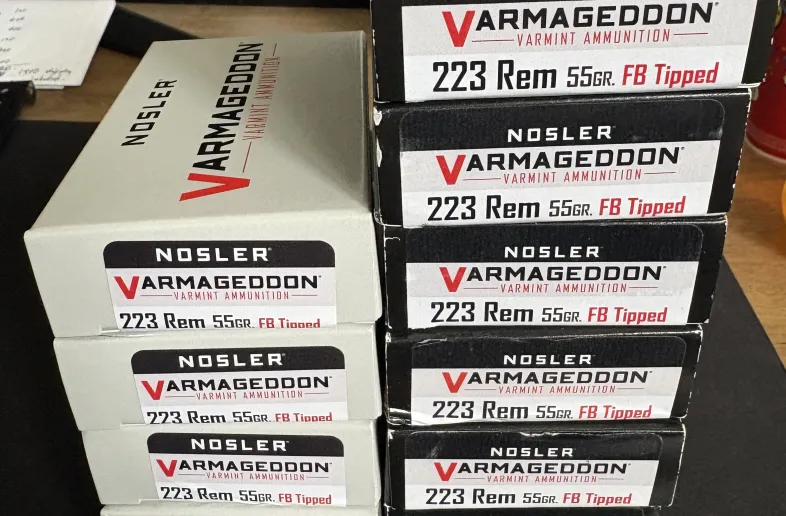 NOSLER
VARMAGEDDON
VARMINT AMMUNITION
NOSLER
VARMAGEDDON
VARMINT AMMUNITION
223 Rem 55GR. FB Tipped
NOSLER
VARMAGEDDON
VARMINT AMMUNITION
223 Rem 55GR. FB Tipped
NOSLER
VARMAGEDDON
VARMINT AMMUNITION
223 Rem 55GR. FB Tipped
VARMAGEDDON
VARMINT AMMUNITION
223 Rem 55GR. FB Tipped
NOSLER
VARMAGEDDON
VARMINT AMMUNITION
223 Rem 55GR. FB Tipped
NOSLER
VARMAGEDDON
VARMINT AMMUNITION
223 Rem 55GR. FB Tipped
NOSLER
VARMAGEDDON
VARMINT AMMUNITION
223 Rem 55GR. FB Tipped
NOSLER
VARMAGEDDON
VARMINT AMMUNITION
223 Rem 55GR. FB Tipped